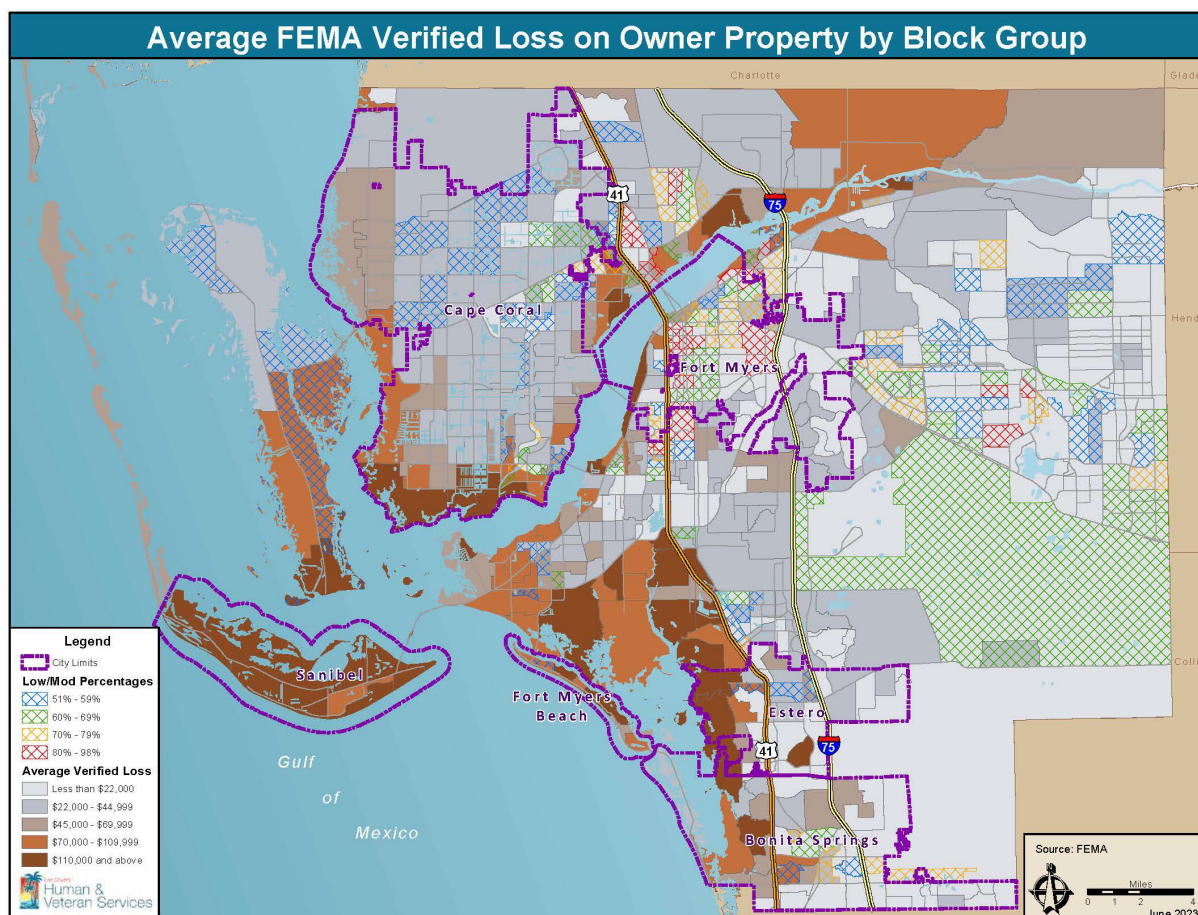 Average FEMA Verified Loss on Owner Property by Block Group
Charlotte
Glade
41
75
Cape Coral
Hend
Fort Myers
Legend
City Limits
Low/Mod Percentages
51% - 59%
60% - 69%
70% - 79%
80% - 98%
Average Verified Loss
Less than $22,000
$22,000 - $44,999
$45,000 - $69,999
$70,000 - $109,999
$110,000 and above
Lee County
Human &
Veteran Services
Sanibel
Fort Myers
Beach
Colli
Estero
41
75
Gulf
of
Mexico
Bonita Springs
Source: FEMA
Miles
0 1 2 4